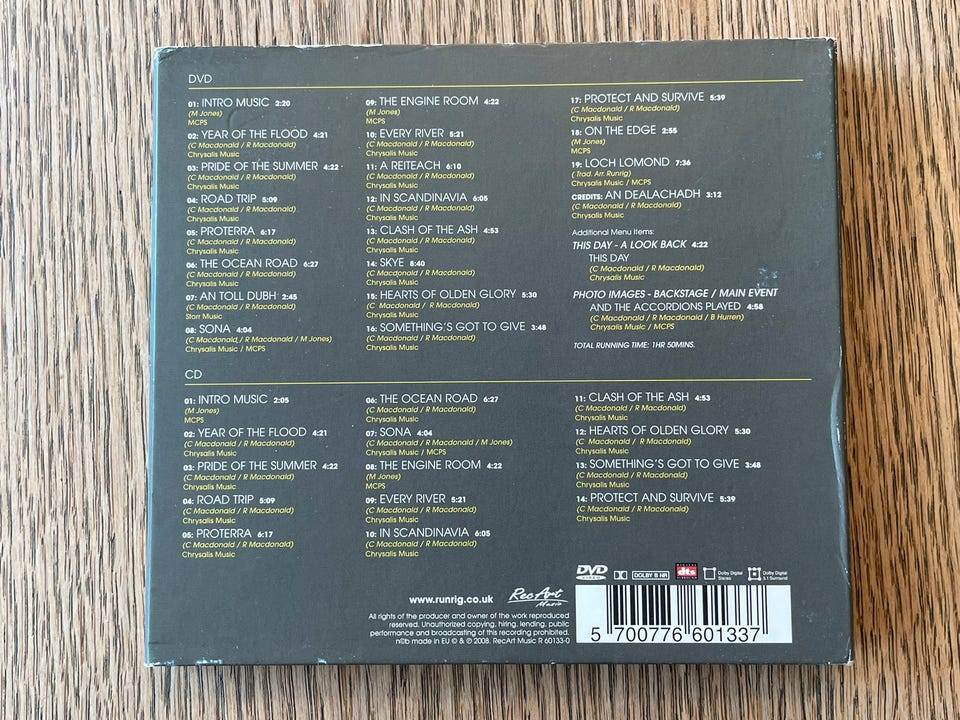 DVD
01: INTRO MUSIC 2:20
(M Jones)
MCPS
02: YEAR OF THE FLOOD 4:21
(C Macdonald / R Macdonald)
Chrysalis Music
03: PRIDE OF THE SUMMER 4:22
(C Macdonald / R Macdonald)
Chrysalis Music
04: ROAD TRIP 5:09
(C Macdonald / R Macdonald)
Chrysalis Music
05: PROTERRA 6:17
(C Macdonald / R Macdonald)
Chrysalis Music
06: THE OCEAN ROAD 6:27
(C Macdonald / R Macdonald)
Chrysalis Music
07: AN TOLL DUBH 2:45
(C Macdonald / R Macdonald)
Storr Music
08: SONA 4:04
(C Macdonald / R Macdonald / M Jones)
Chrysalis Music / MCPS
09: THE ENGINE ROOM 4:22
(M Jones)
MCPS
10: EVERY RIVER 5:21
(C Macdonald / R Macdonald)
Chrysalis Music
11: A REITEACH 6:10
(C Macdonald / R Macdonald)
Chrysalis Music
12: IN SCANDINAVIA 6:05
(C Macdonald / R Macdonald)
Chrysalis Music
13: CLASH OF THE ASH 4:53
(C Macdonald / R Macdonald)
Chrysalis Music
14: SKYE 8:40
(C Macdonald / R Macdonald)
Chrysalis Music
15: HEARTS OF OLDEN GLORY 5:30
(C Macdonald / R Macdonald)
Chrysalis Music
16: SOMETHING'S GOT TO GIVE 3:48
(C Macdonald / R Macdonald)
Chrysalis Music
17: PROTECT AND SURVIVE 5:39
(C Macdonald / R Macdonald)
Chrysalis Music
18: ON THE EDGE 2:55
(M Jones)
MCPS
19: LOCH LOMOND 7:36
(Trad. Arr. Runrig)
Chrysalis Music / MCPS
CREDITS: AN DEALACHADH 3:12
(C Macdonald / R Macdonald)
Chrysalis Music
Additional Menu Items:
THIS DAY - A LOOK BACK 4:22
THIS DAY
(C Macdonald / R Macdonald)
Chrysalis Music
PHOTO IMAGES - BACKSTAGE / MAIN EVENT
AND THE ACCORDIONS PLAYED 4:58
(C Macdonald / R Macdonald / B Hurren)
Chrysalis Music / MCPS
TOTAL RUNNING TIME: 1HR 50MINS.
CD
01: INTRO MUSIC 2:05
(M Jones)
MCPS
02: YEAR OF THE FLOOD 4:21
(C Macdonald / R Macdonald)
Chrysalis Music
03: PRIDE OF THE SUMMER 4:22
(C Macdonald / R Macdonald)
Chrysalis Music
04: ROAD TRIP 5:09
(C Macdonald / R Macdonald)
Chrysalis Music
05: PROTERRA 6:17
(C Macdonald / R Macdonald)
Chrysalis Music
06: THE OCEAN ROAD 6:27
(C Macdonald / R Macdonald)
Chrysalis Music
07: SONA 4:04
(C Macdonald / R Macdonald / M Jones)
Chrysalis Music / MCPS
08: THE ENGINE ROOM 4:22
(M Jones)
MCPS
09: EVERY RIVER 5:21
(C Macdonald / R Macdonald)
Chrysalis Music
10: IN SCANDINAVIA 6:05
(C Macdonald / R Macdonald)
Chrysalis Music
11: CLASH OF THE ASH 4:53
(C Macdonald / R Macdonald)
Chrysalis Music
12: HEARTS OF OLDEN GLORY 5:30
(C Macdonald / R Macdonald)
Chrysalis Music
13: SOMETHING'S GOT TO GIVE 3:48
(C Macdonald / R Macdonald)
Chrysalis Music
14: PROTECT AND SURVIVE 5:39
(C Macdonald / R Macdonald)
Chrysalis Music
DVD VIDEO
DOLBY B NR
DIGITAL dts SURROUND
Dolby Digital Stereo
Dolby Digital 5.1 Surround
www.runrig.co.uk
RecArt Music
All rights of the producer and owner of the work reproduced
reserved. Unauthorized copying, hiring, lending, public
performance and broadcasting of this recording prohibited.
n©b made in EU © & ℗ 2008. RecArt Music R 60133-0
5 700776 601337